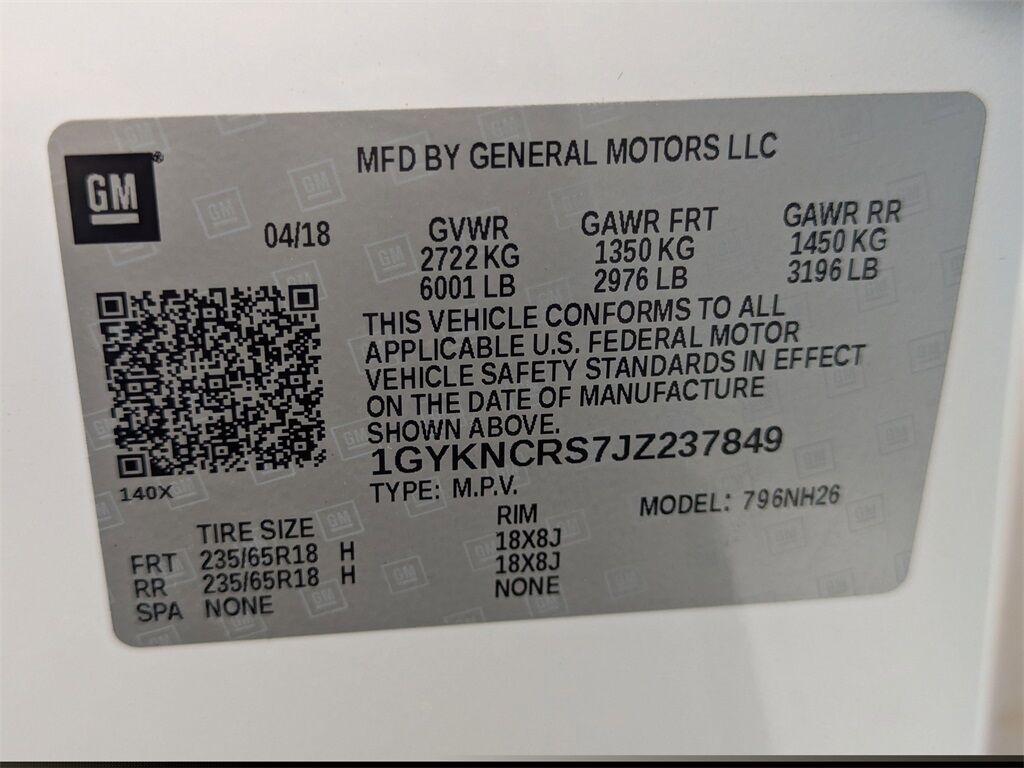 GM
MFD BY GENERAL MOTORS LLC
04/18
GVWR GAWR FRT GAWR RR
2722 KG 1350 KG 1450 KG
6001 LB 2976 LB 3196 LB
THIS VEHICLE CONFORMS TO ALL
APPLICABLE U.S. FEDERAL MOTOR
VEHICLE SAFETY STANDARDS IN EFFECT
ON THE DATE OF MANUFACTURE
SHOWN ABOVE.
1GYKNCRS7JZ237849
140X
TYPE: M.P.V. MODEL: 796NH26
TIRE SIZE RIM
FRT 235/65R18 H 18X8J
RR 235/65R18 H 18X8J
SPA NONE NONE